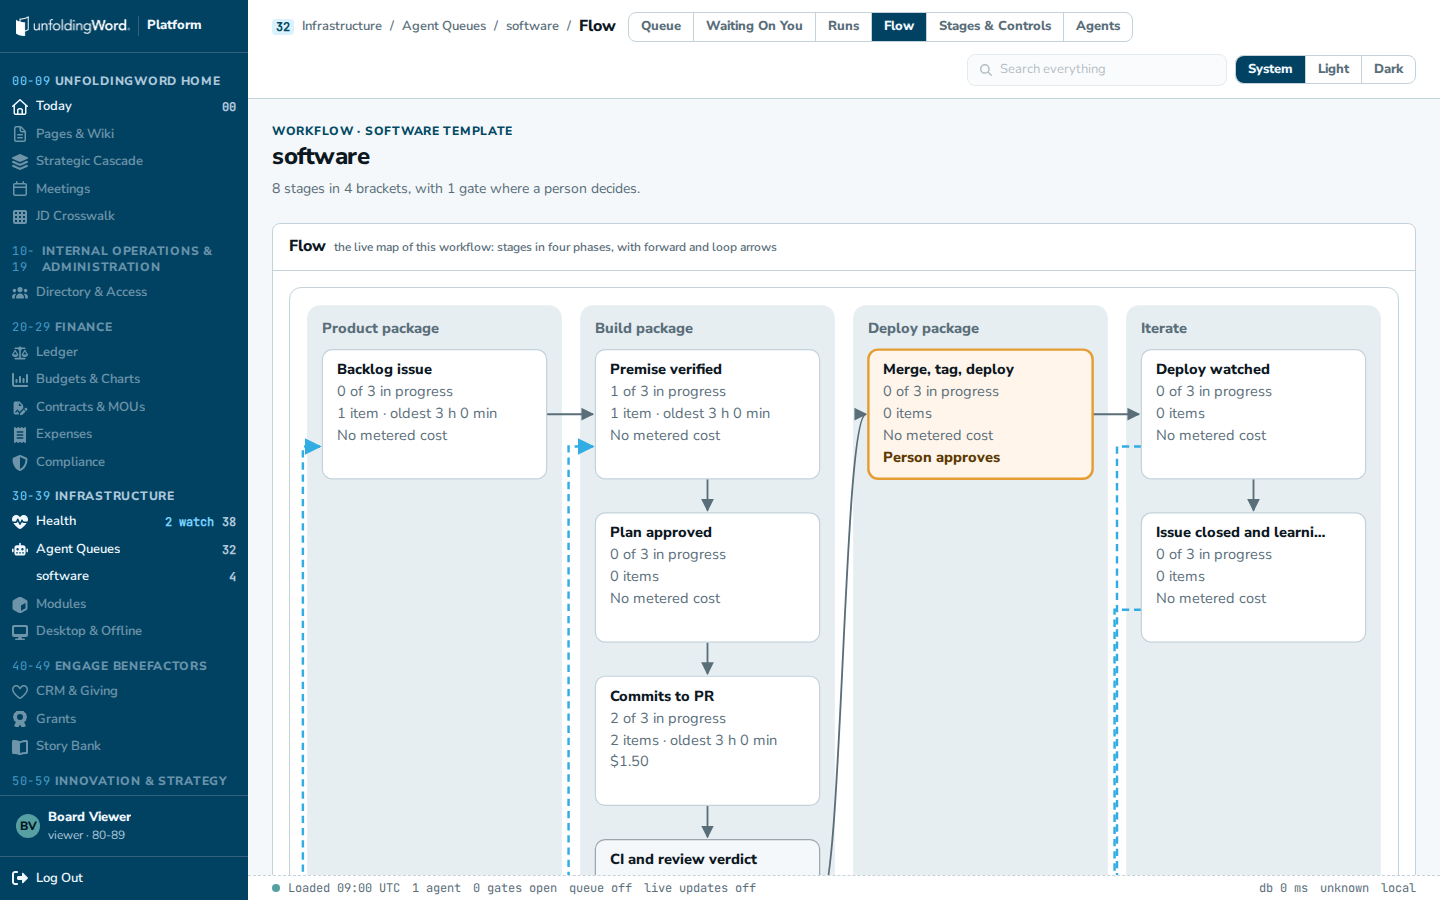 unfoldingWord Platform
00-09 UNFOLDINGWORD HOME
Today 00
Pages & Wiki
Strategic Cascade
Meetings
JD Crosswalk
10-19 INTERNAL OPERATIONS & ADMINISTRATION
Directory & Access
20-29 FINANCE
Ledger
Budgets & Charts
Contracts & MOUs
Expenses
Compliance
30-39 INFRASTRUCTURE
Health 2 watch 38
Agent Queues 32
software 4
Modules
Desktop & Offline
40-49 ENGAGE BENEFACTORS
CRM & Giving
Grants
Story Bank
50-59 INNOVATION & STRATEGY
BV Board Viewer
viewer · 80-89
Log Out
32 Infrastructure / Agent Queues / software / Flow
Queue Waiting On You Runs Flow Stages & Controls Agents
Search everything
System Light Dark
WORKFLOW · SOFTWARE TEMPLATE
software
8 stages in 4 brackets, with 1 gate where a person decides.
Flow the live map of this workflow: stages in four phases, with forward and loop arrows
Product package
Backlog issue
0 of 3 in progress
1 item · oldest 3 h 0 min
No metered cost
Build package
Premise verified
1 of 3 in progress
1 item · oldest 3 h 0 min
No metered cost
Plan approved
0 of 3 in progress
0 items
No metered cost
Commits to PR
2 of 3 in progress
2 items · oldest 3 h 0 min
$1.50
CI and review verdict
Deploy package
Merge, tag, deploy
0 of 3 in progress
0 items
No metered cost
Person approves
Iterate
Deploy watched
0 of 3 in progress
0 items
No metered cost
Issue closed and learni...
0 of 3 in progress
0 items
No metered cost
Loaded 09:00 UTC 1 agent 0 gates open queue off live updates off
db 0 ms unknown local